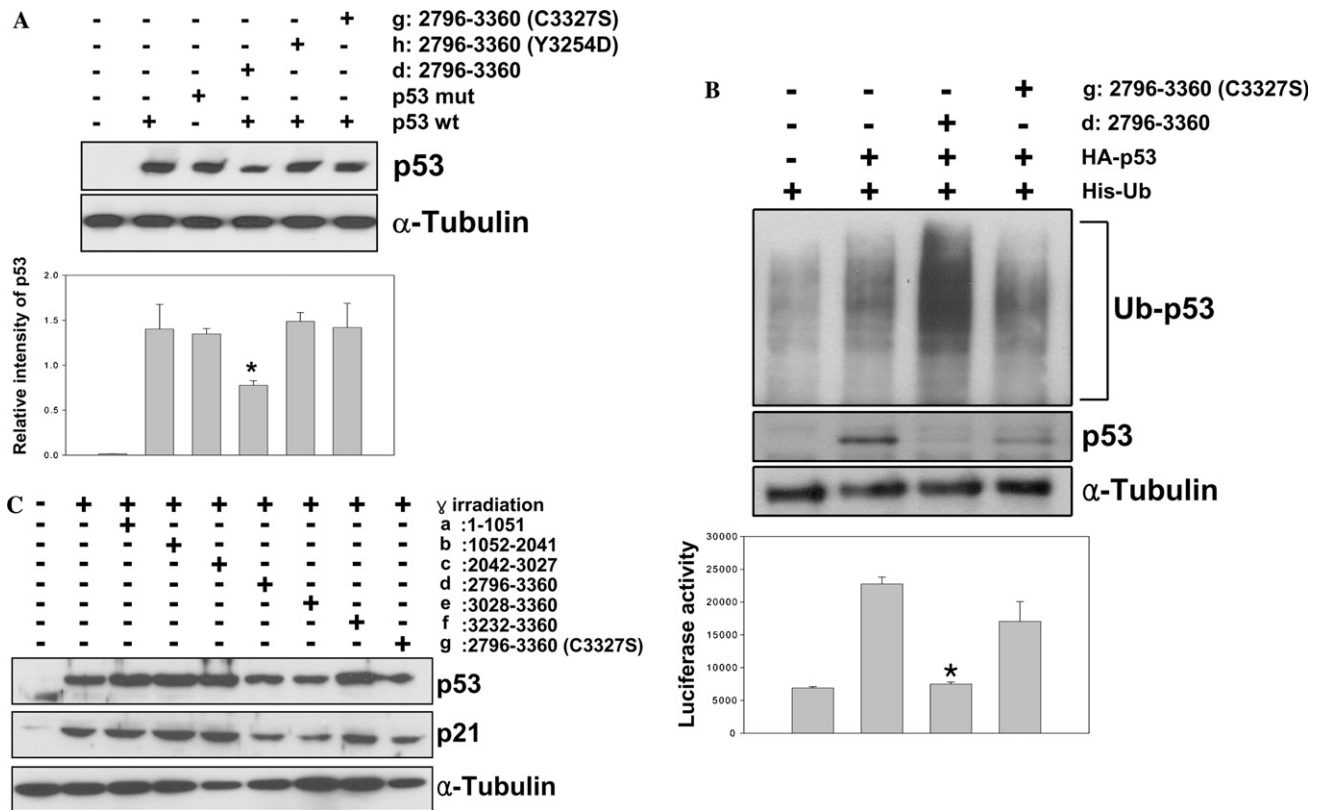 A
- - - - - + g: 2796-3360 (C3327S)
- - - - + - h: 2796-3360 (Y3254D)
- - - + - - d: 2796-3360
- - + - - - p53 mut
- + - + + + p53 wt
p53
α-Tubulin
Relative intensity of p53
2.0
1.5
1.0
0.5
0.0
*
B
- - - + g: 2796-3360 (C3327S)
- - + - d: 2796-3360
- + + + HA-p53
+ + + + His-Ub
Ub-p53
p53
α-Tubulin
Luciferase activity
30000
25000
20000
15000
10000
5000
0
*
C
- + + + + + + + + γ irradiation
- - + - - - - - - a :1-1051
- - - + - - - - - b :1052-2041
- - - - + - - - - c :2042-3027
- - - - - + - - - d :2796-3360
- - - - - - + - - e :3028-3360
- - - - - - - + - f :3232-3360
- - - - - - - - + g :2796-3360 (C3327S)
p53
p21
α-Tubulin